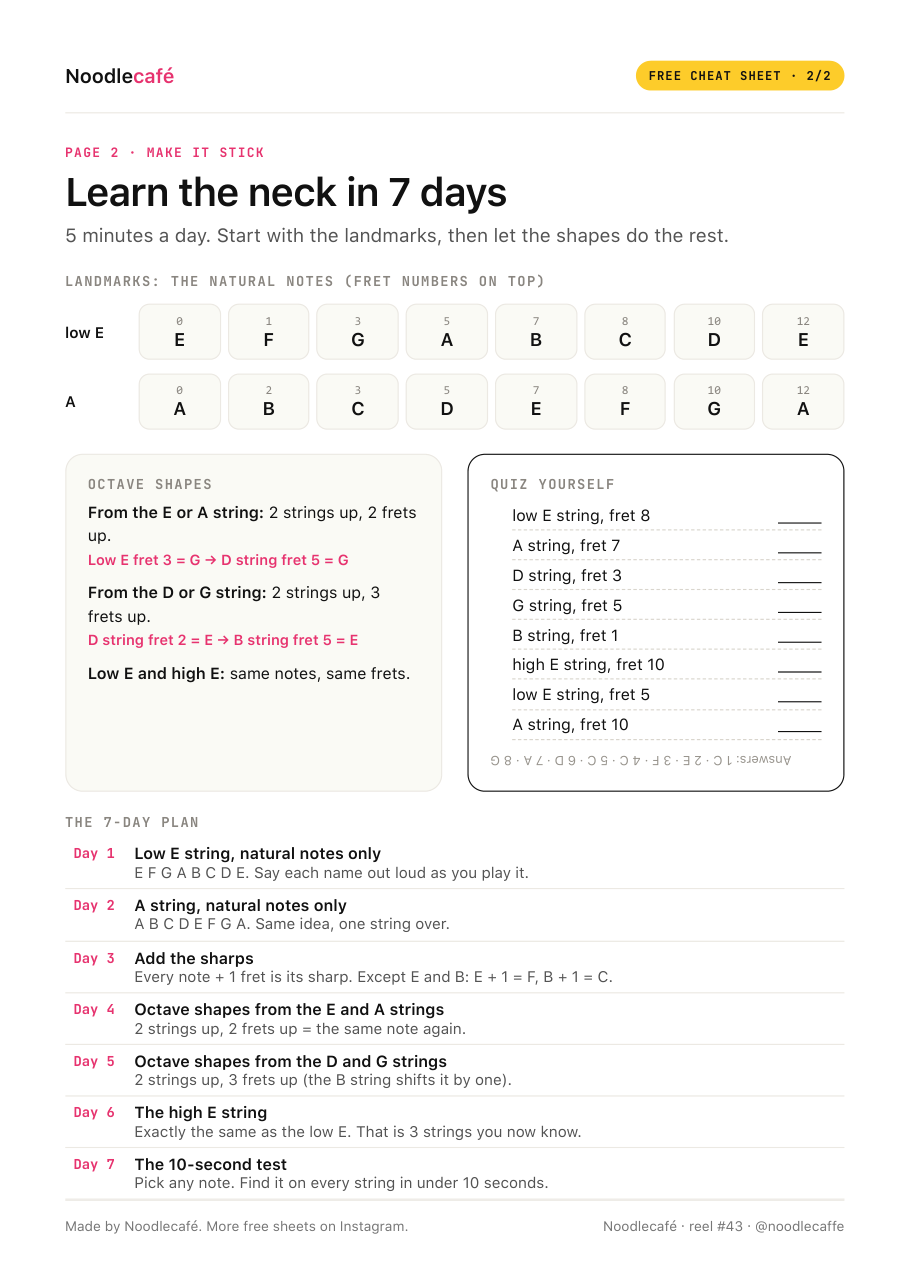 Noodlecafé
FREE CHEAT SHEET · 2/2
PAGE 2 · MAKE IT STICK
Learn the neck in 7 days
5 minutes a day. Start with the landmarks, then let the shapes do the rest.
LANDMARKS: THE NATURAL NOTES (FRET NUMBERS ON TOP)
0 1 3 5 7 8 10 12
low E E F G A B C D E
0 2 3 5 7 8 10 12
A A B C D E F G A
OCTAVE SHAPES
From the E or A string: 2 strings up, 2 frets
up.
Low E fret 3 = G → D string fret 5 = G
From the D or G string: 2 strings up, 3
frets up.
D string fret 2 = E → B string fret 5 = E
Low E and high E: same notes, same frets.
QUIZ YOURSELF
low E string, fret 8
A string, fret 7
D string, fret 3
G string, fret 5
B string, fret 1
high E string, fret 10
low E string, fret 5
A string, fret 10
Answers: 1 C · 2 E · 3 F · 4 C · 5 C · 6 D · 7 A · 8 G
THE 7-DAY PLAN
Day 1 Low E string, natural notes only
E F G A B C D E. Say each name out loud as you play it.
Day 2 A string, natural notes only
A B C D E F G A. Same idea, one string over.
Day 3 Add the sharps
Every note + 1 fret is its sharp. Except E and B: E + 1 = F, B + 1 = C.
Day 4 Octave shapes from the E and A strings
2 strings up, 2 frets up = the same note again.
Day 5 Octave shapes from the D and G strings
2 strings up, 3 frets up (the B string shifts it by one).
Day 6 The high E string
Exactly the same as the low E. That is 3 strings you now know.
Day 7 The 10-second test
Pick any note. Find it on every string in under 10 seconds.
Made by Noodlecafé. More free sheets on Instagram.
Noodlecafé · reel #43 · @noodlecaffe